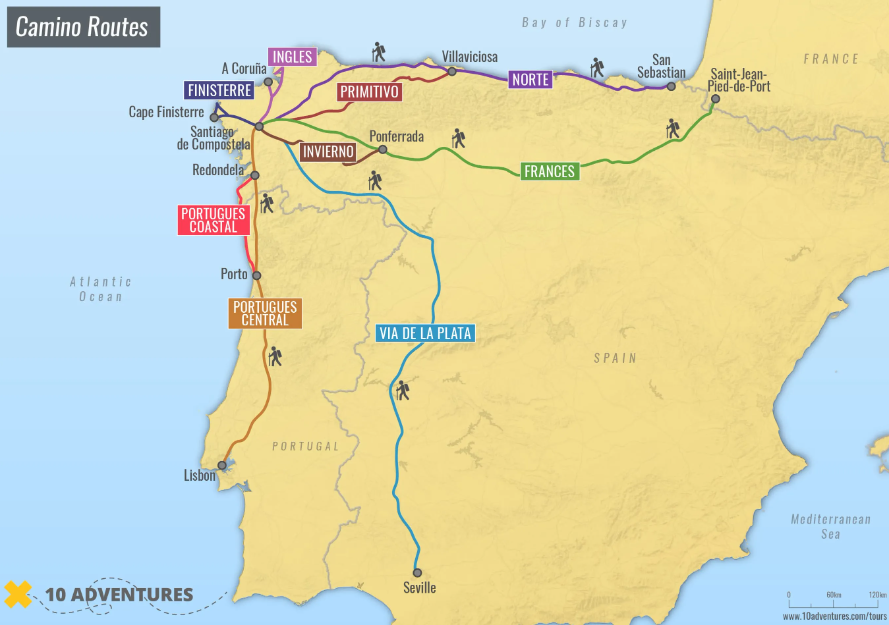 Camino Routes
Bay of Biscay
INGLES
A Coruña
Villaviciosa
San
Sebastian
FRANCE
Saint-Jean-
Pied-de-Port
FINISTERRE
PRIMITIVO
NORTE
Cape Finisterre
Santiago
de Compostela
Ponferrada
INVIERNO
Redondela
FRANCES
PORTUGUES
COASTAL
Porto
Atlantic
Ocean
PORTUGUES
CENTRAL
VIA DE LA PLATA
SPAIN
PORTUGAL
Lisbon
Mediterranean
Sea
Seville
10 ADVENTURES
0 60km 120km
www.10adventures.com/tours